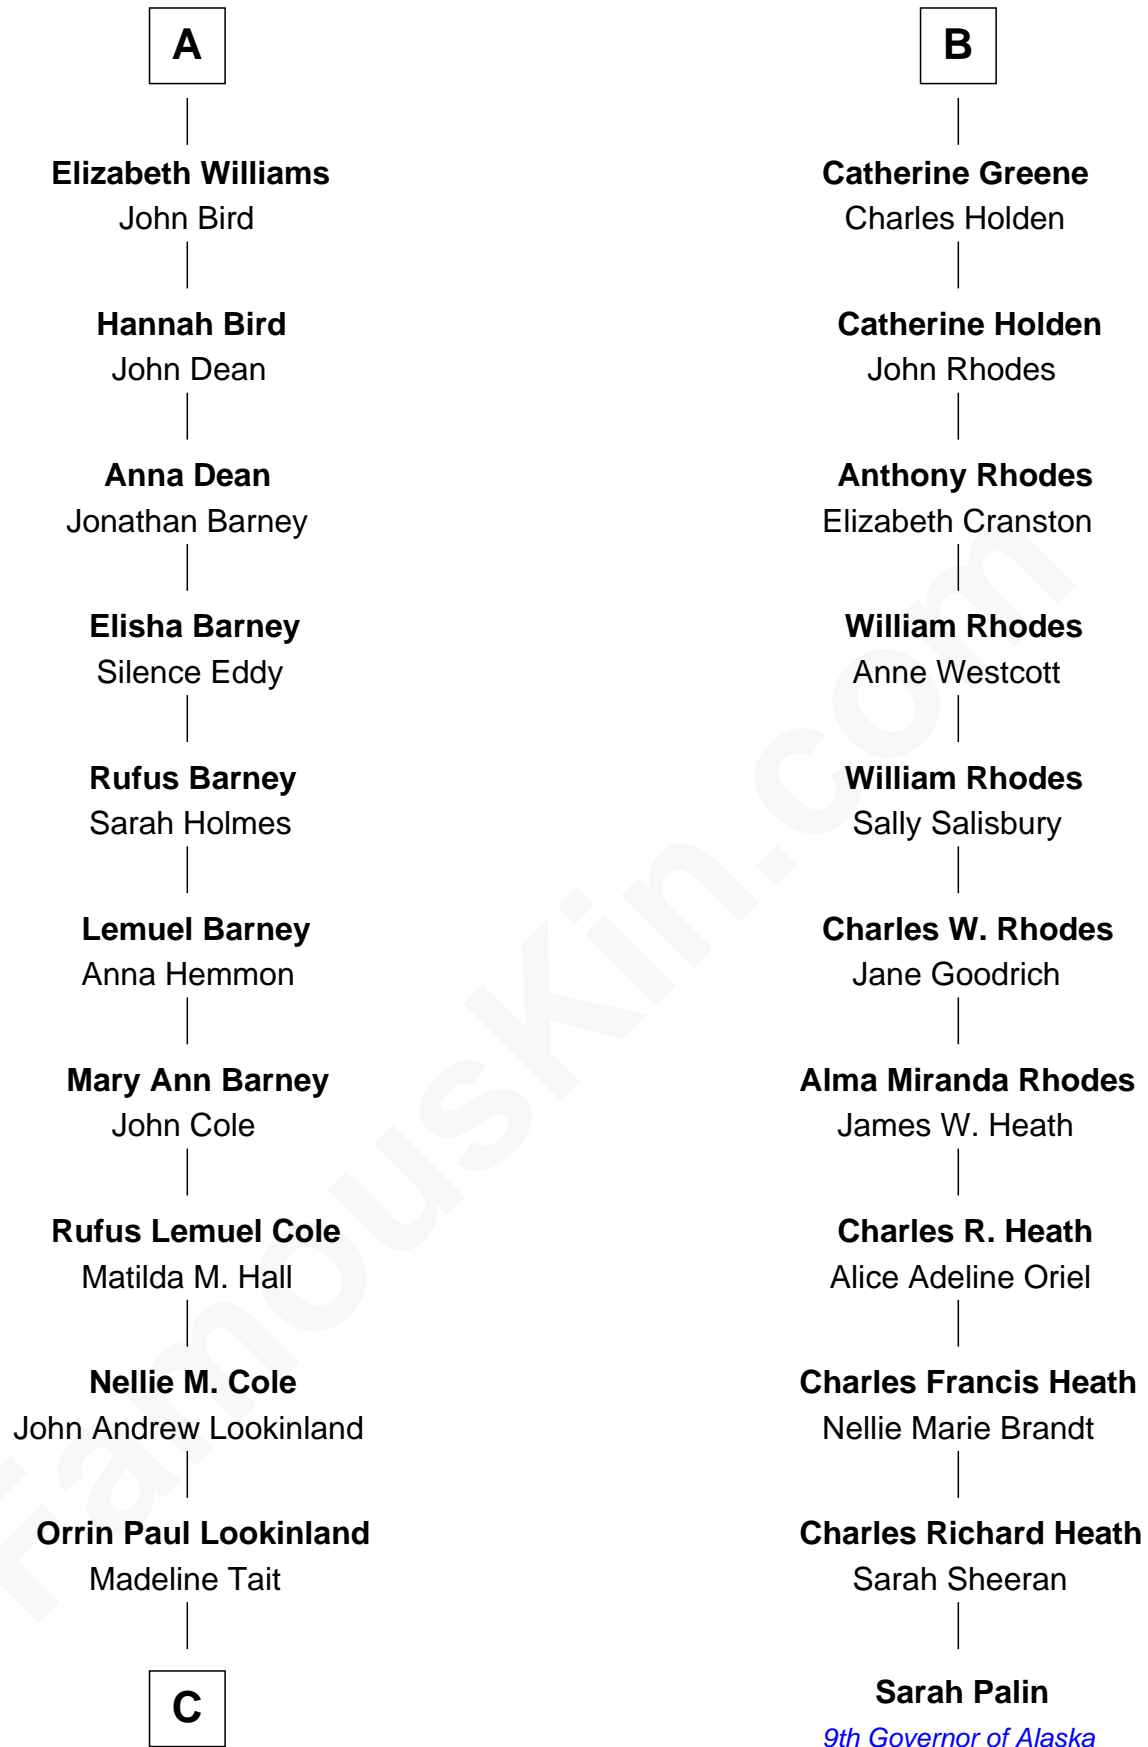 A
Elizabeth Williams
John Bird
Hannah Bird
John Dean
Anna Dean
Jonathan Barney
Elisha Barney
Silence Eddy
Rufus Barney
Sarah Holmes
Lemuel Barney
Anna Hemmon
Mary Ann Barney
John Cole
Rufus Lemuel Cole
Matilda M. Hall
Nellie M. Cole
John Andrew Lookinland
Orrin Paul Lookinland
Madeline Tait
C
B
Catherine Greene
Charles Holden
Catherine Holden
John Rhodes
Anthony Rhodes
Elizabeth Cranston
William Rhodes
Anne Westcott
William Rhodes
Sally Salisbury
Charles W. Rhodes
Jane Goodrich
Alma Miranda Rhodes
James W. Heath
Charles R. Heath
Alice Adeline Oriel
Charles Francis Heath
Nellie Marie Brandt
Charles Richard Heath
Sarah Sheeran
Sarah Palin
9th Governor of Alaska
FamousKin.com